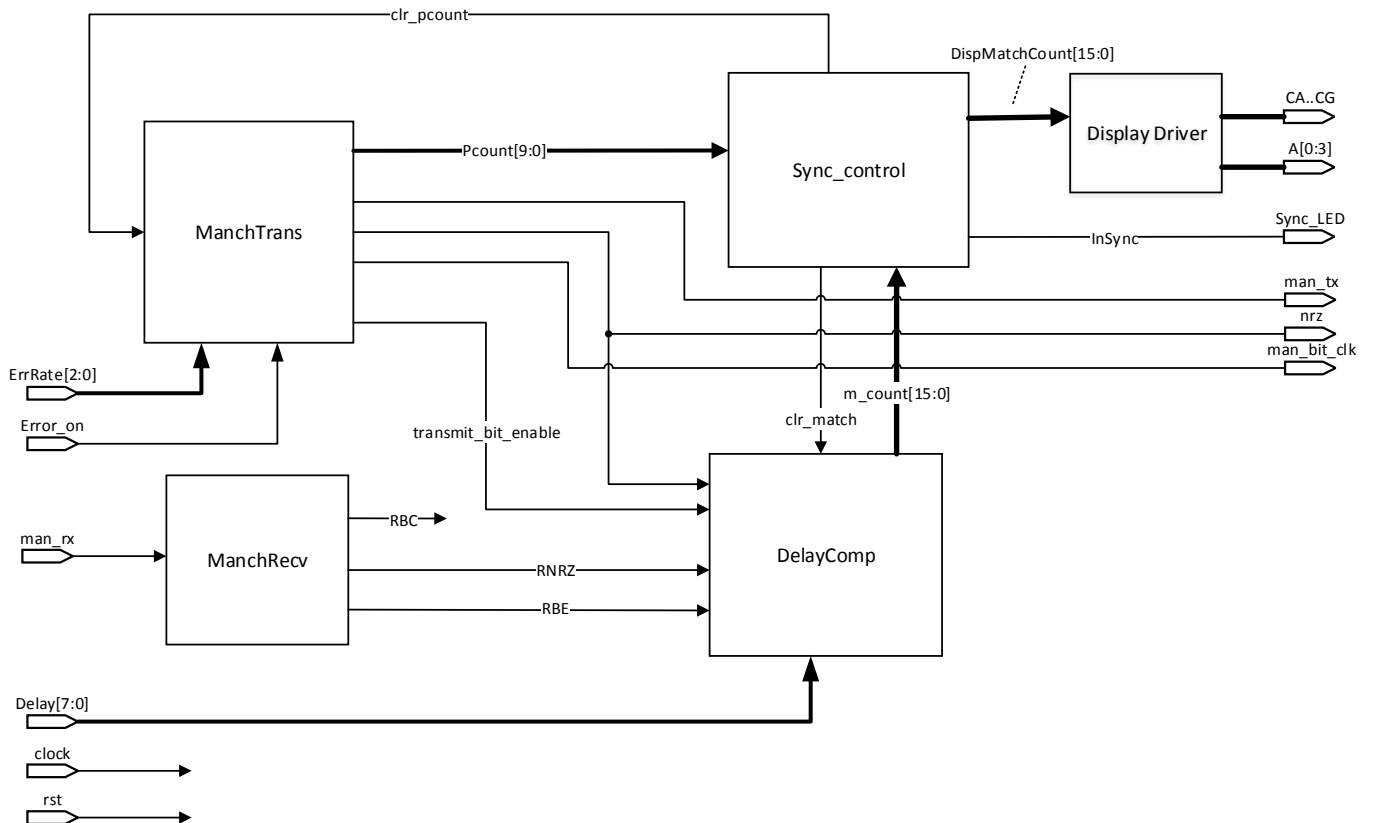 clr_pcount
DispMatchCount[15:0]
CA..CG
Display Driver
Pcount[9:0]
A[0:3]
Sync_control
ManchTrans
Sync_LED
InSync
man_tx
nrz
man_bit_clk
ErrRate[2:0]
m_count[15:0]
clr_match
Error_on
transmit_bit_enable
RBC
man_rx
ManchRecv
DelayComp
RNRZ
RBE
Delay[7:0]
clock
rst